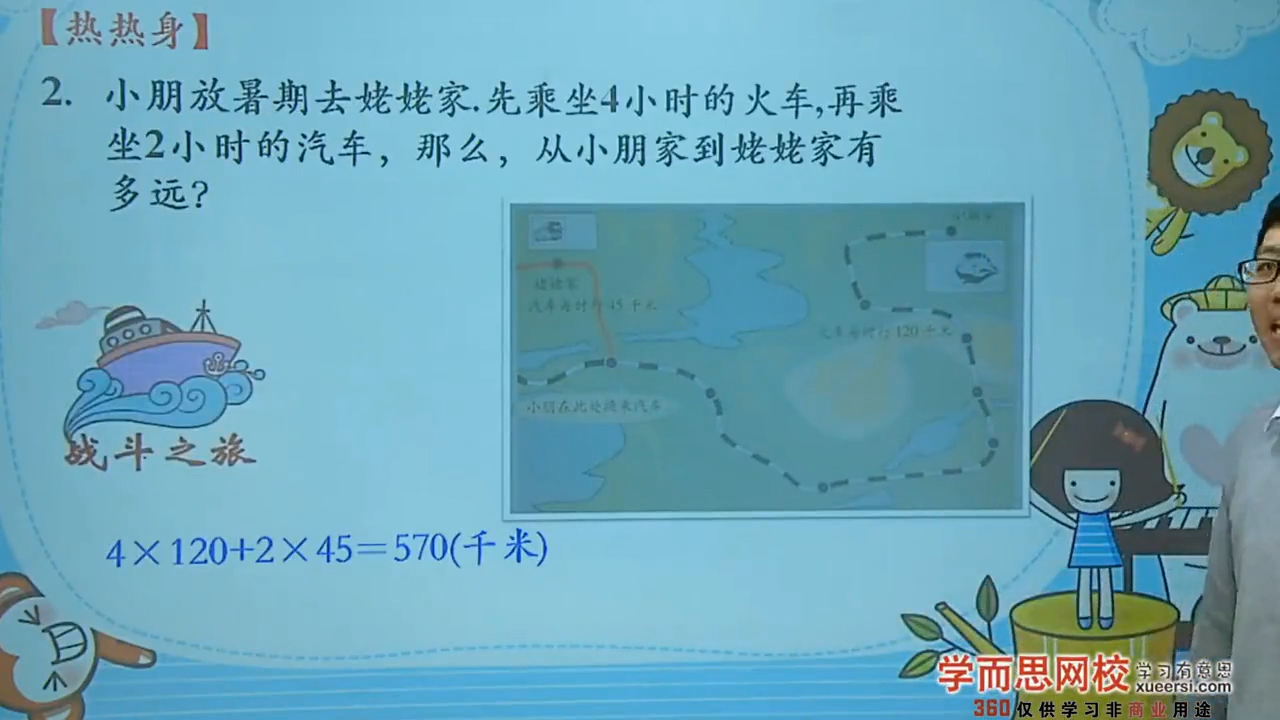 【热热身】
2. 小朋放暑期去姥姥家.先乘坐4小时的火车,再乘
坐2小时的汽车，那么，从小朋家到姥姥家有
多远?
姥姥家
汽车每时行 45 千米
火车每时行 120 千米
小朋在此处换乘汽车
战斗之旅
4×120+2×45=570(千米)
学而思网校 学习有意思
xueersi.com
360仅供学习非商业用途